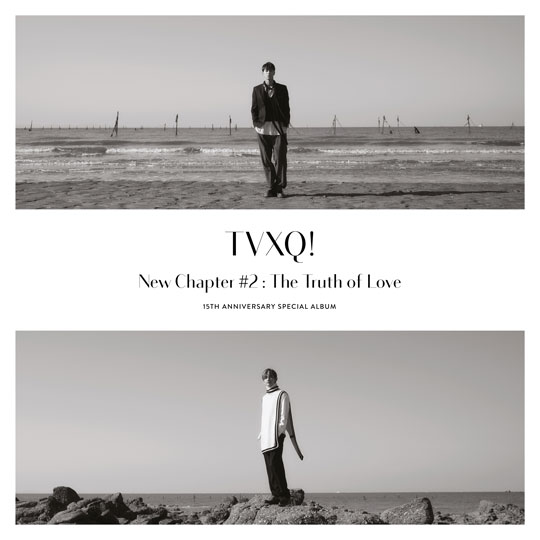 TVXQ!
New Chapter #2 : The Truth of Love
15TH ANNIVERSARY SPECIAL ALBUM